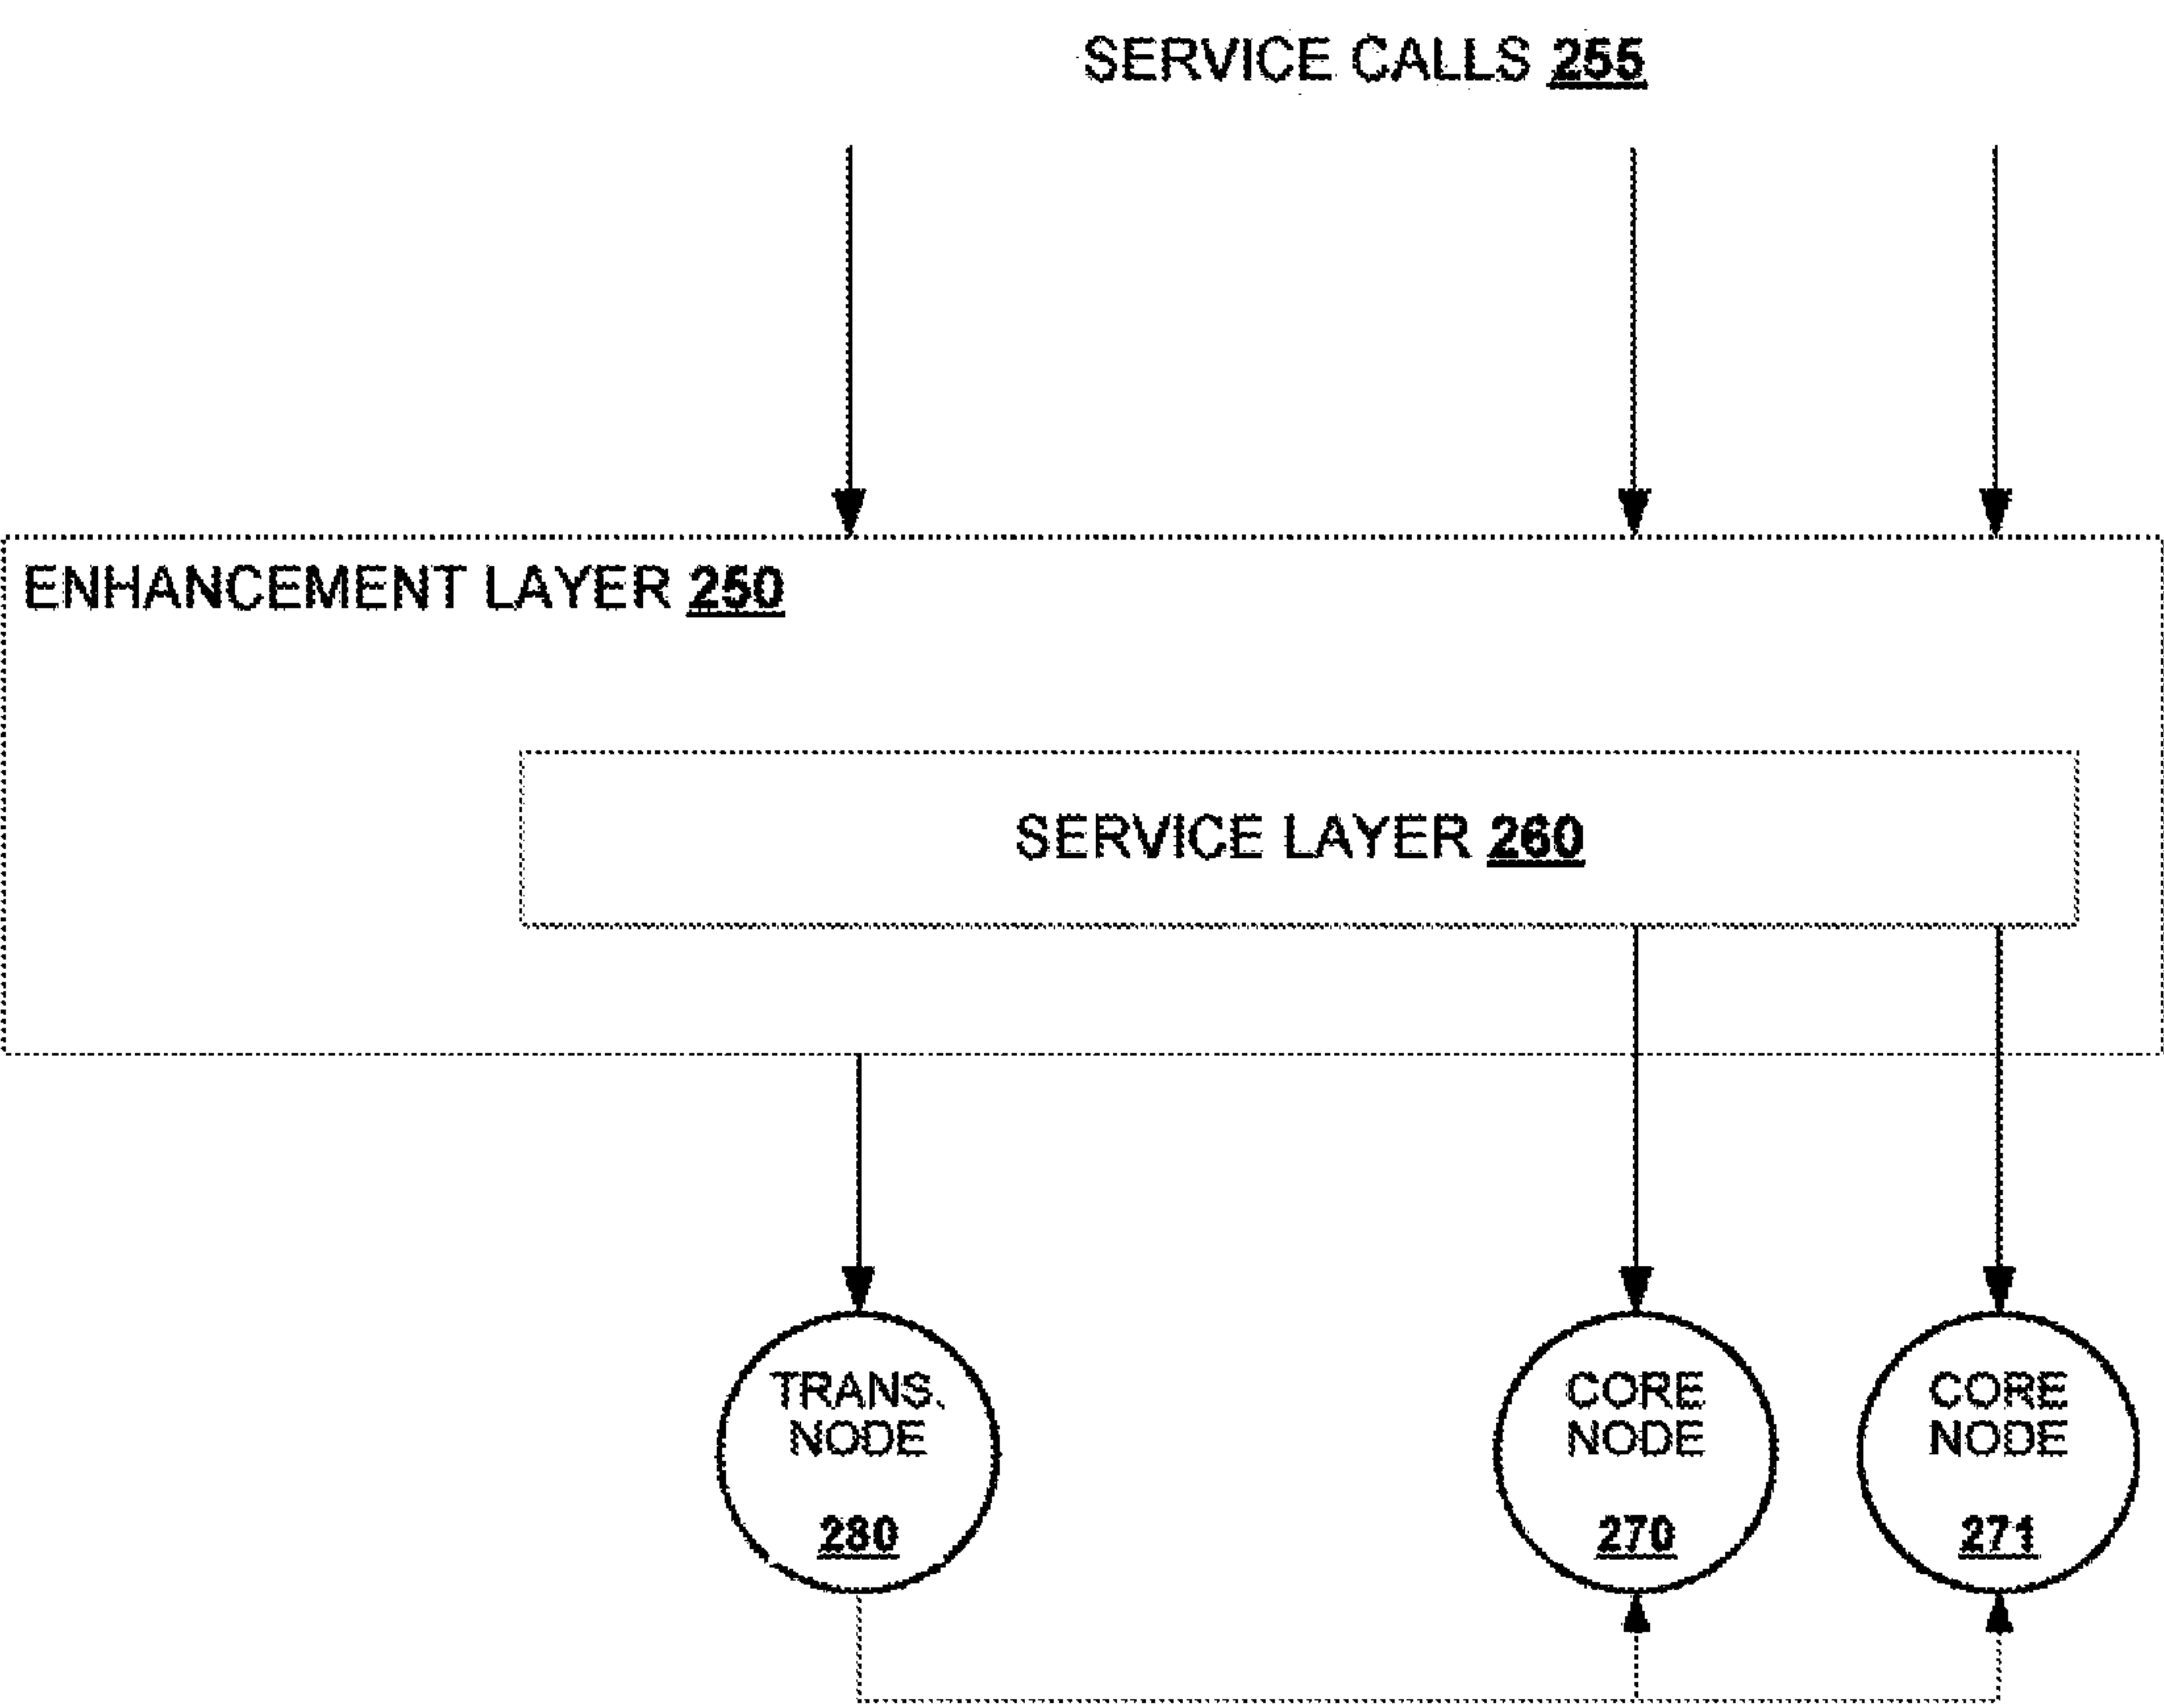 SERVICE CALLS 255
ENHANCEMENT LAYER 250
SERVICE LAYER 260
TRANS.
NODE
280
CORE
NODE
270
CORE
NODE
271